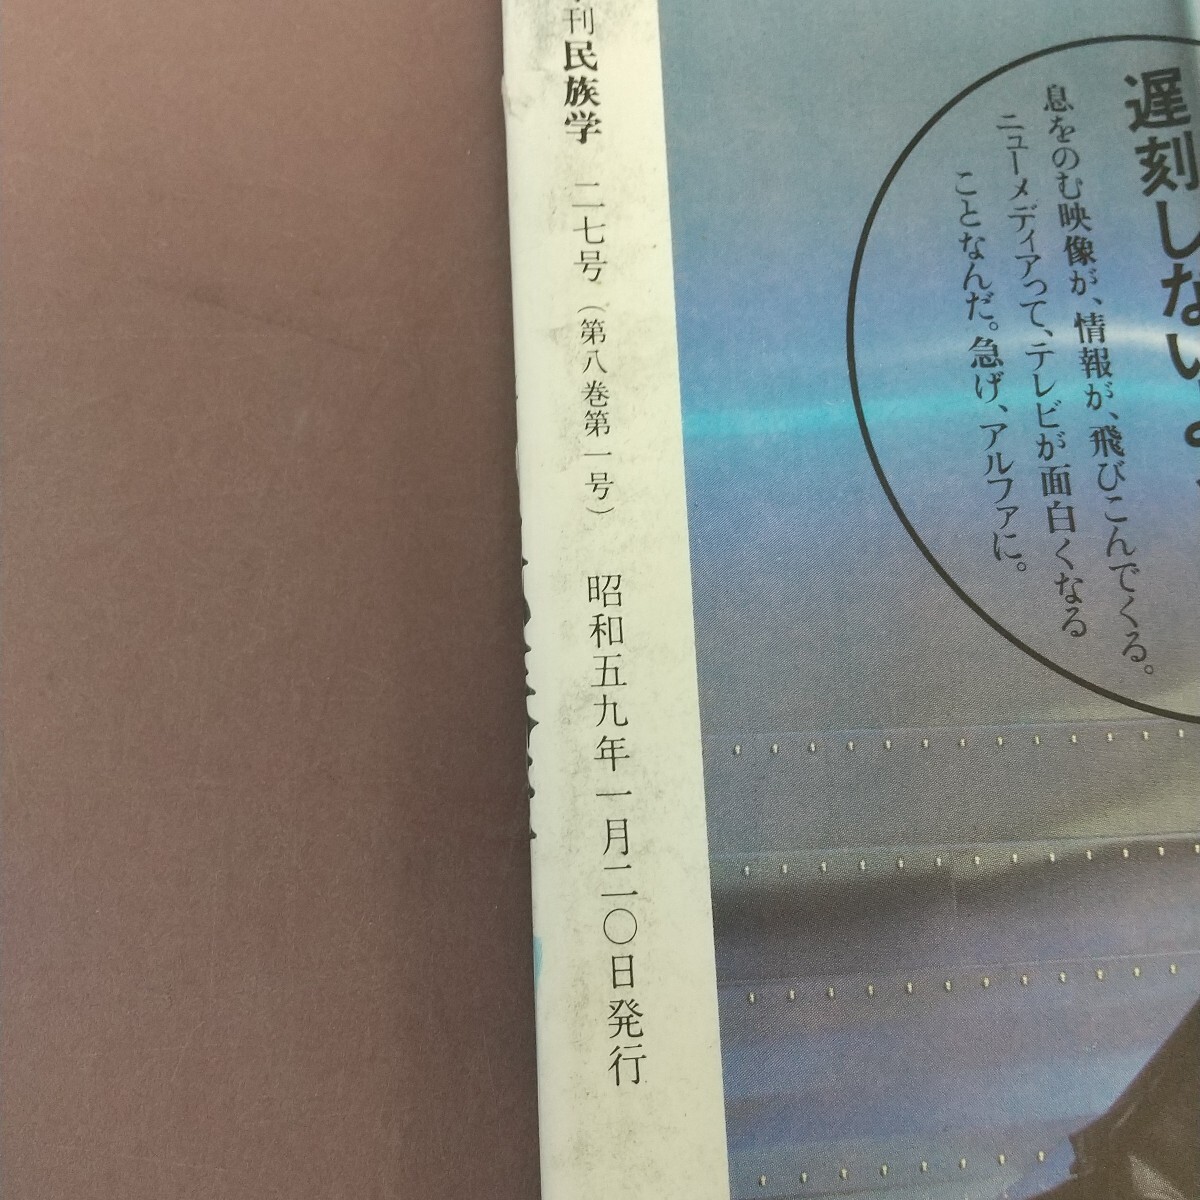 刊民族学 二七号（第八巻第一号） 昭和五九年一月二〇日発行
遅刻しない
息をのむ映像が、情報が、飛びこんでくる。
ニューメディアって、テレビが面白くなる
ことなんだ。急げ、アルファに。